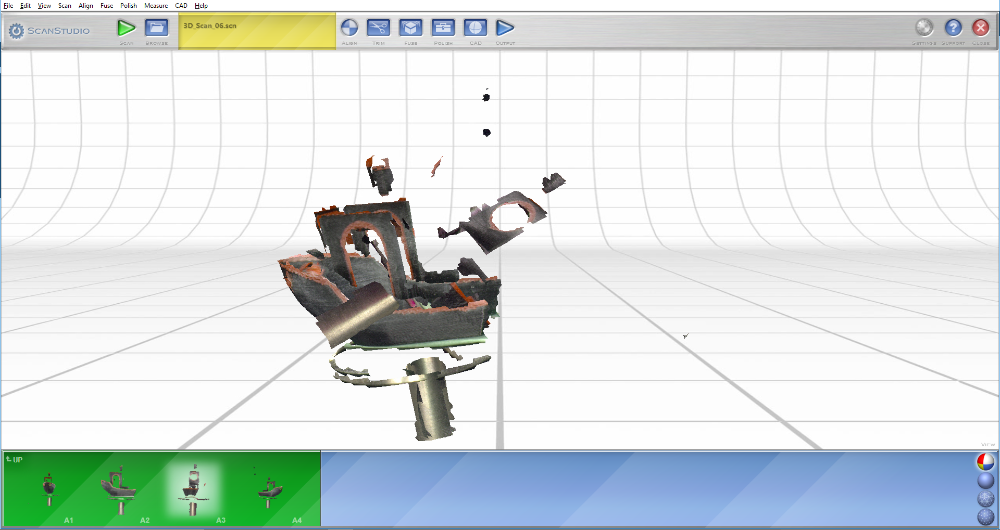 File Edit View Scan Align Fuse Polish Measure CAD Help
ScanStudio
SCAN
BROWSE
3D_Scan_06.scn
ALIGN
TRIM
FUSE
POLISH
CAD
OUTPUT
SETTINGS
SUPPORT
CLOSE
VIEW
UP
A1
A2
A3
A4